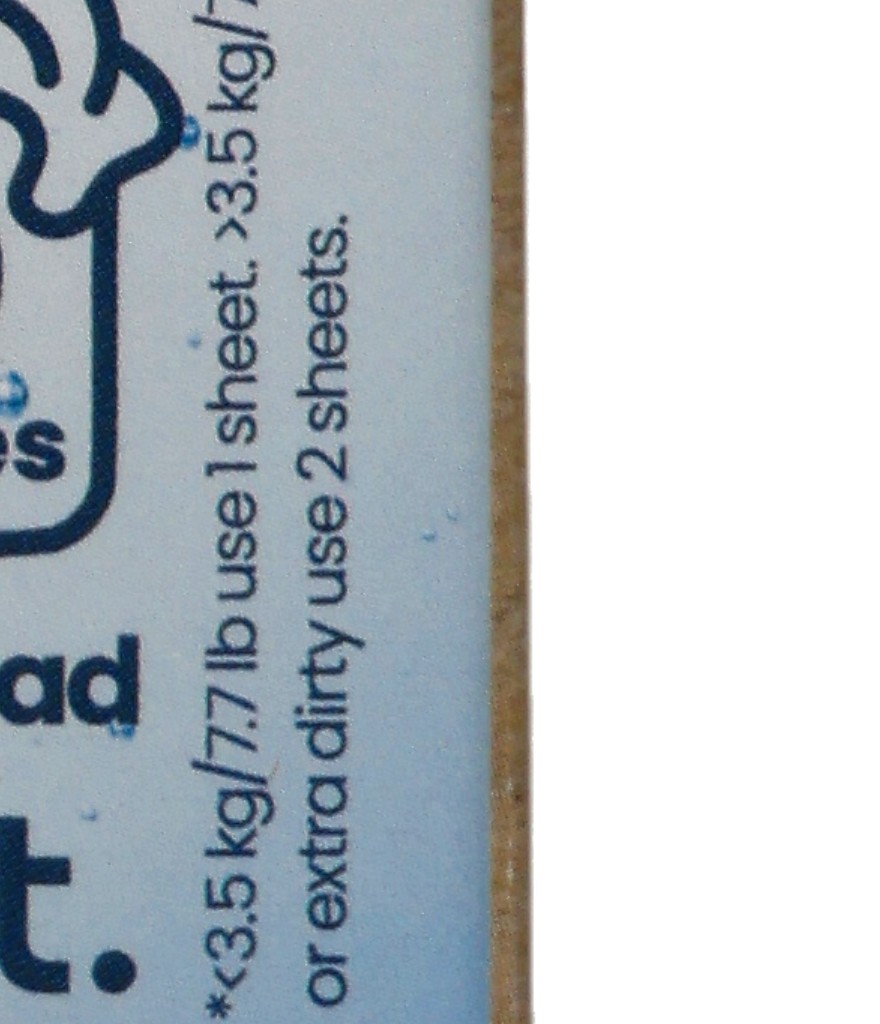 es
ad
t.
*<3.5 kg/7.7 lb use 1 sheet. >3.5 kg/7
or extra dirty use 2 sheets.